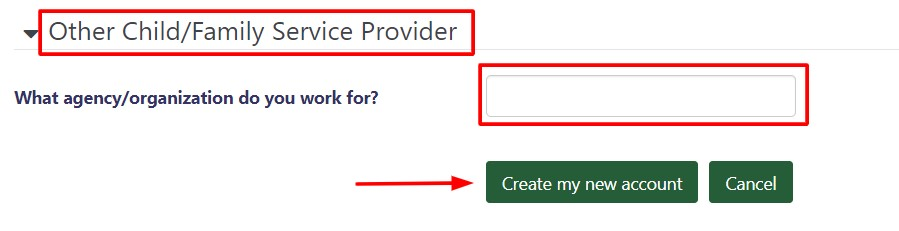 Other Child/Family Service Provider
What agency/organization do you work for?
Create my new account
Cancel